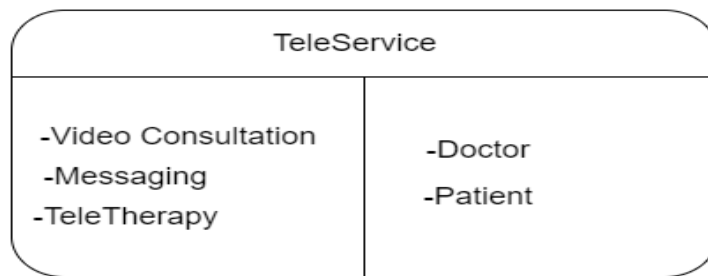 TeleService
-Video Consultation
-Messaging
-TeleTherapy
-Doctor
-Patient